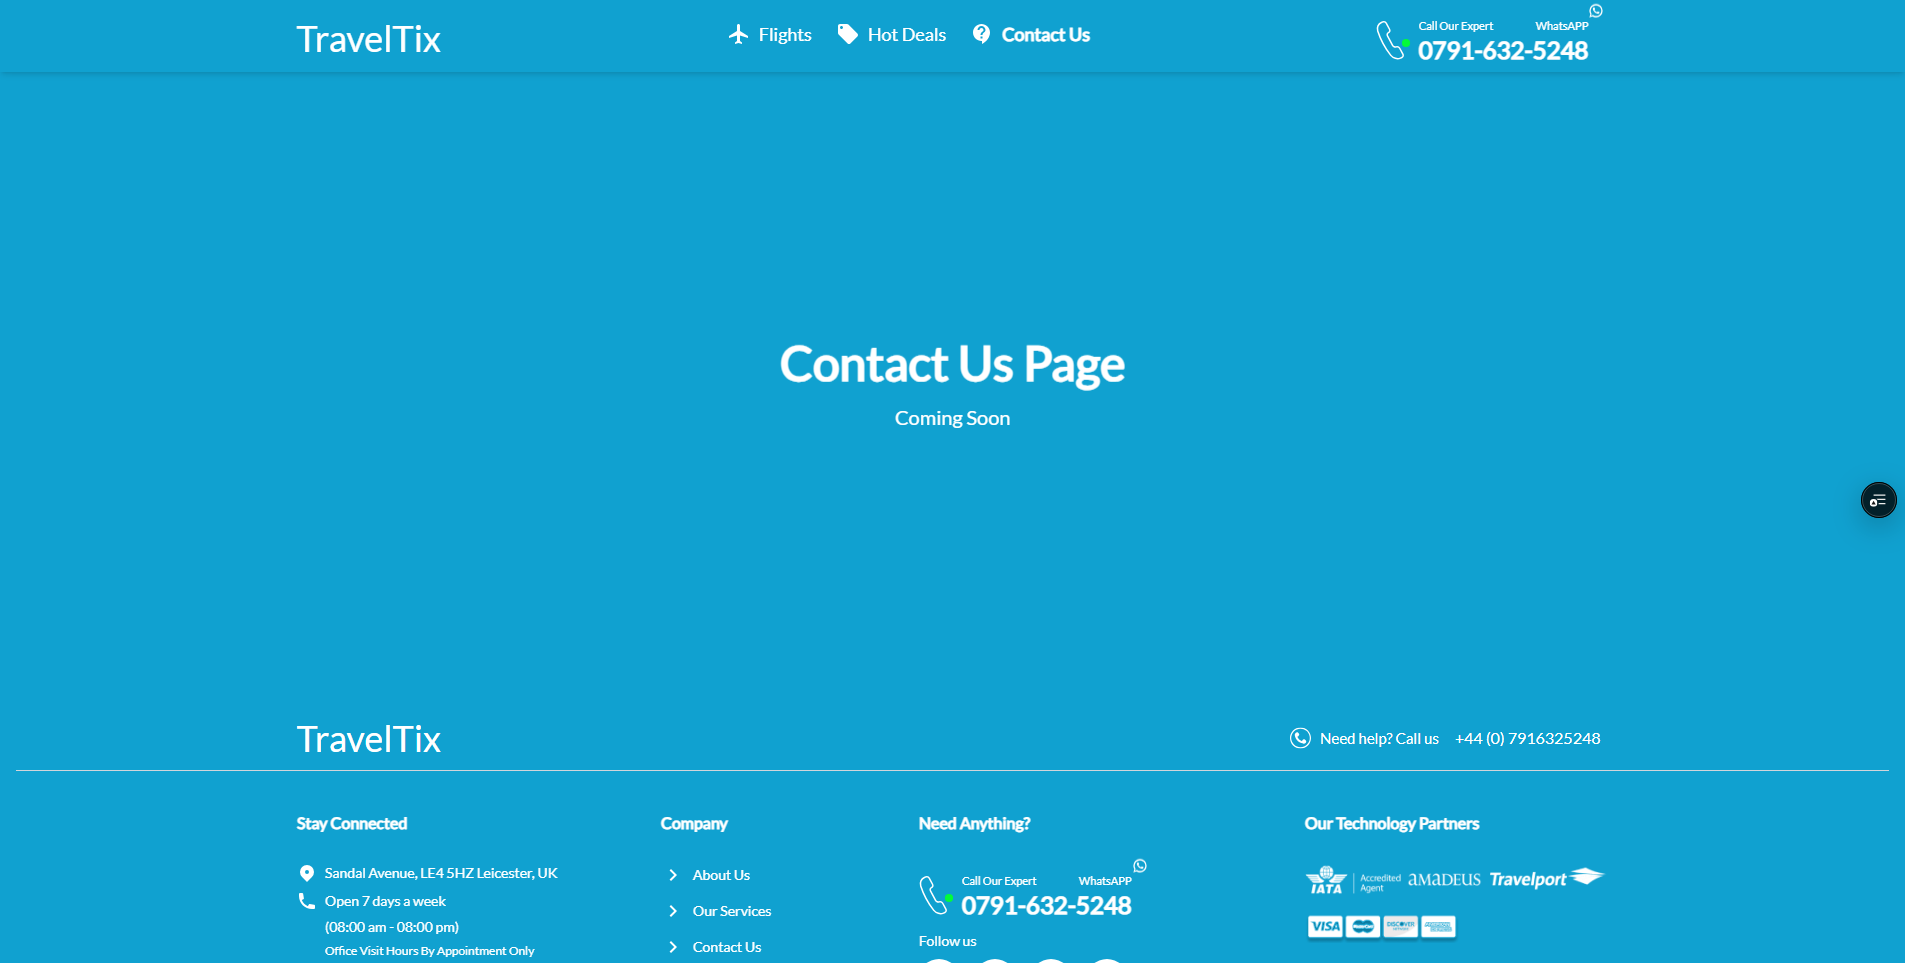 TravelTix
Flights
Hot Deals
Contact Us
Call Our Expert
WhatsAPP
0791-632-5248
Contact Us Page
Coming Soon
TravelTix
Need help? Call us +44 (0) 7916325248
Stay Connected
Sandal Avenue, LE4 5HZ Leicester, UK
Open 7 days a week
(08:00 am - 08:00 pm)
Office Visit Hours By Appointment Only
Company
About Us
Our Services
Contact Us
Need Anything?
Call Our Expert
WhatsAPP
0791-632-5248
Follow us
Our Technology Partners
IATA
Accredited
Agent
aMaDEUS
Travelport
VISA
MasterCard
DISCOVER